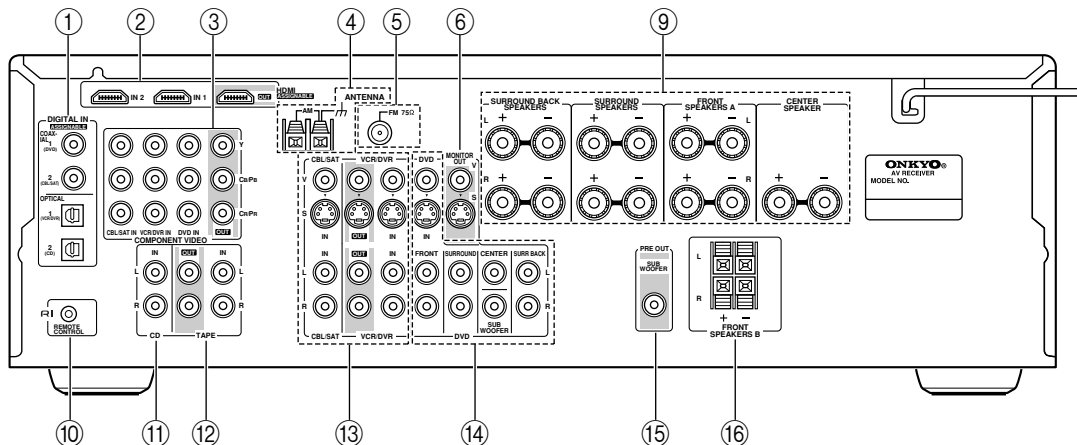 ① ② ③ ④ ⑤ ⑥ ⑨
IN 2 IN 1 OUT HDMI
ASSIGNABLE
ANTENNA
AM
FM 75Ω
DIGITAL IN
ASSIGNABLE
COAX-
IAL
1
(DVD)
2
(CBL/SAT)
OPTICAL
1
(VCR/DVR)
2
(CD)
Y
CB/PB
CR/PR
CBL/SAT IN VCR/DVR IN DVD IN OUT
COMPONENT VIDEO
IN OUT IN
L L
R R
CD TAPE
RI
REMOTE
CONTROL
CBL/SAT VCR/DVR DVD MONITOR
OUT
V V
S S
IN OUT IN IN
IN OUT IN FRONT SURROUND CENTER SURR BACK
L L
R R
SUB
WOOFER
CBL/SAT VCR/DVR DVD
SURROUND BACK
SPEAKERS
SURROUND
SPEAKERS
FRONT
SPEAKERS A
CENTER
SPEAKER
L + − + − + − L
R + − + − + − R + −
ONKYO®
AV RECEIVER
MODEL NO.
PRE OUT
SUB
WOOFER
L
R
+ −
FRONT
SPEAKERS B
⑩ ⑪ ⑫ ⑬ ⑭ ⑮ ⑯